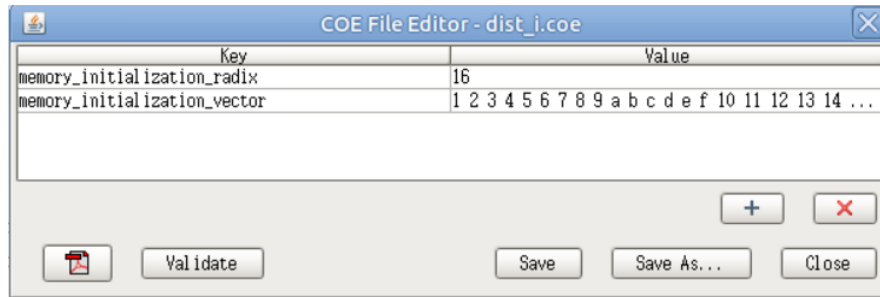 COE File Editor - dist_i.coe
Key Value
memory_initialization_radix 16
memory_initialization_vector 1 2 3 4 5 6 7 8 9 a b c d e f 10 11 12 13 14 ...
Validate Save Save As... Close